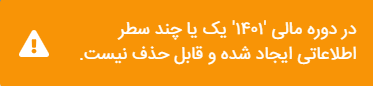 در دوره مالی '۱۴۰۱' یک یا چند سطر
اطلاعاتی ایجاد شده و قابل حذف نیست.